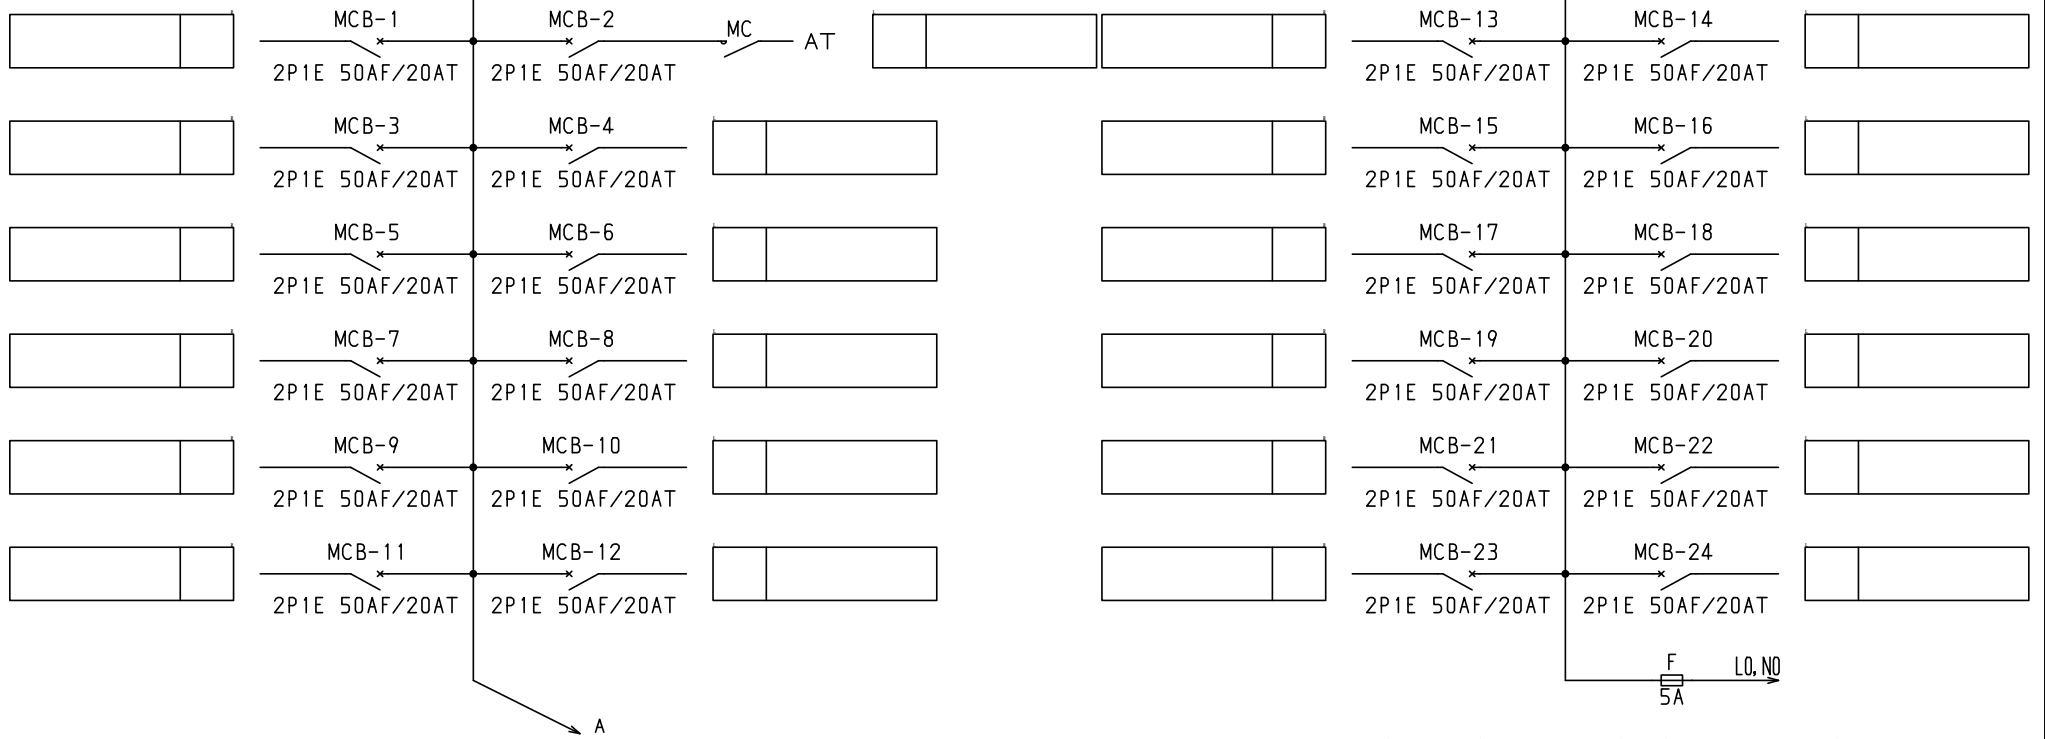 MCB-1 MCB-2 MC AT MCB-13 MCB-14
2P1E 50AF/20AT 2P1E 50AF/20AT 2P1E 50AF/20AT 2P1E 50AF/20AT
MCB-3 MCB-4 MCB-15 MCB-16
2P1E 50AF/20AT 2P1E 50AF/20AT 2P1E 50AF/20AT 2P1E 50AF/20AT
MCB-5 MCB-6 MCB-17 MCB-18
2P1E 50AF/20AT 2P1E 50AF/20AT 2P1E 50AF/20AT 2P1E 50AF/20AT
MCB-7 MCB-8 MCB-19 MCB-20
2P1E 50AF/20AT 2P1E 50AF/20AT 2P1E 50AF/20AT 2P1E 50AF/20AT
MCB-9 MCB-10 MCB-21 MCB-22
2P1E 50AF/20AT 2P1E 50AF/20AT 2P1E 50AF/20AT 2P1E 50AF/20AT
MCB-11 MCB-12 MCB-23 MCB-24
2P1E 50AF/20AT 2P1E 50AF/20AT 2P1E 50AF/20AT 2P1E 50AF/20AT
F L0,N0
5A
A